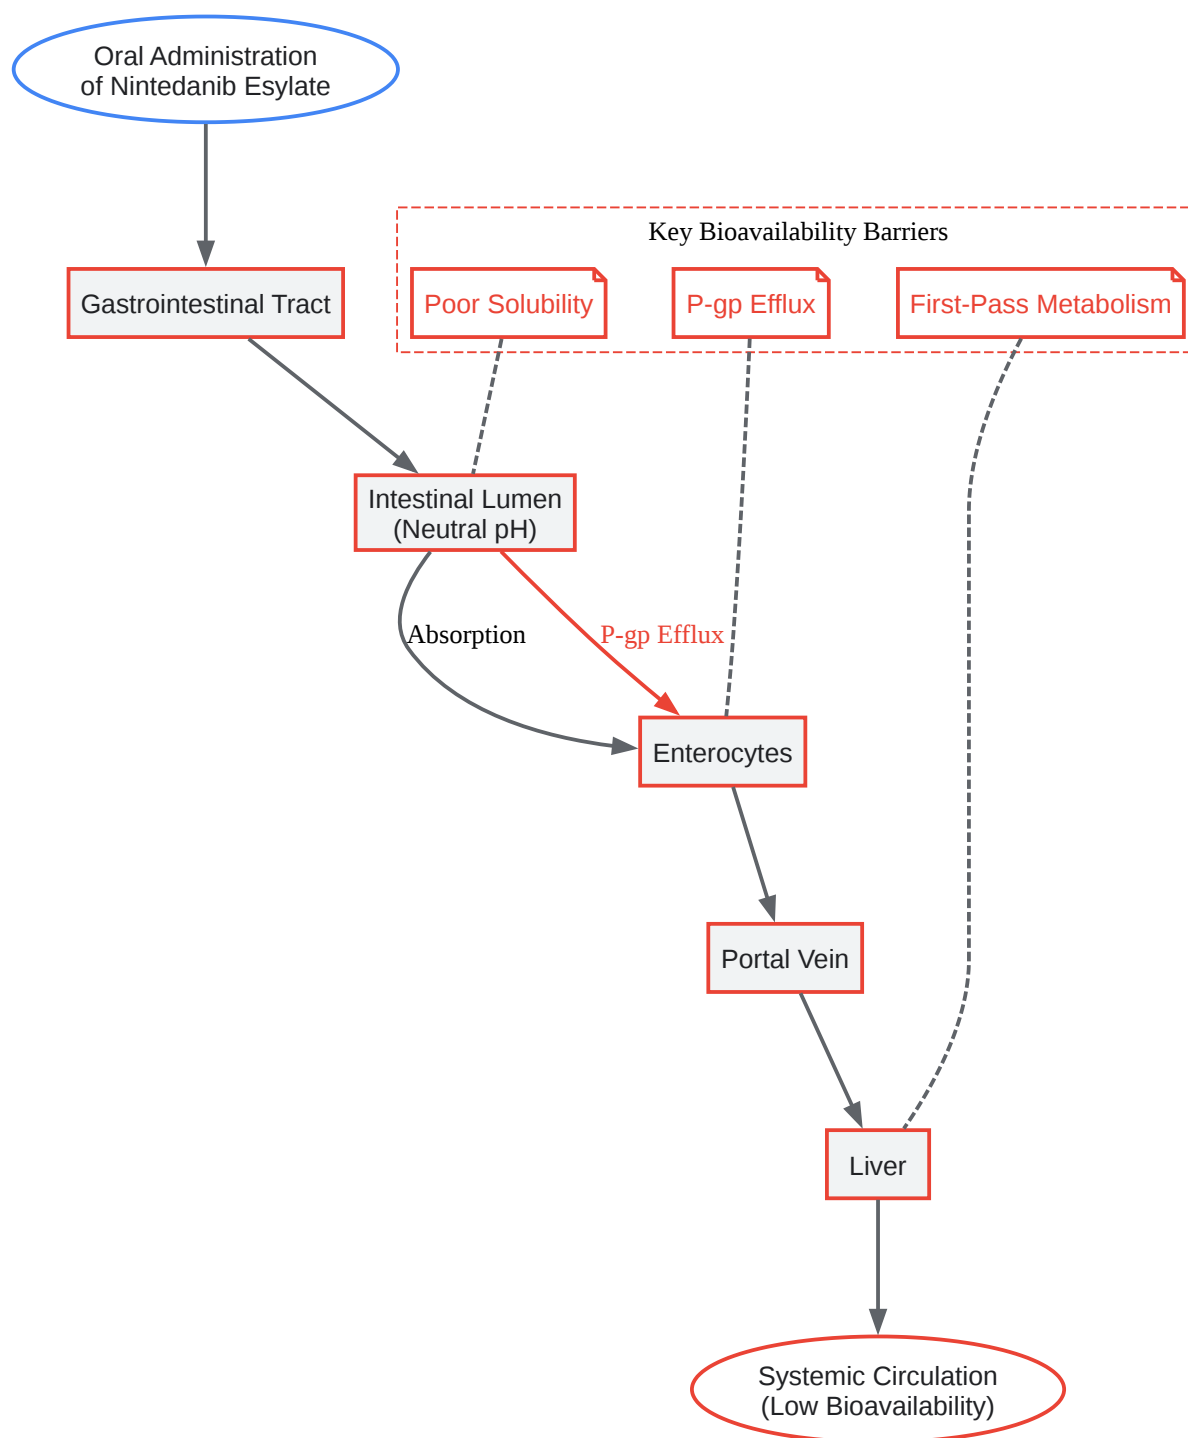 Oral Administration
of Nintedanib Esylate
Key Bioavailability Barriers
Gastrointestinal Tract
Poor Solubility
P-gp Efflux
First-Pass Metabolism
Intestinal Lumen
(Neutral pH)
Absorption
P-gp Efflux
Enterocytes
Portal Vein
Liver
Systemic Circulation
(Low Bioavailability)